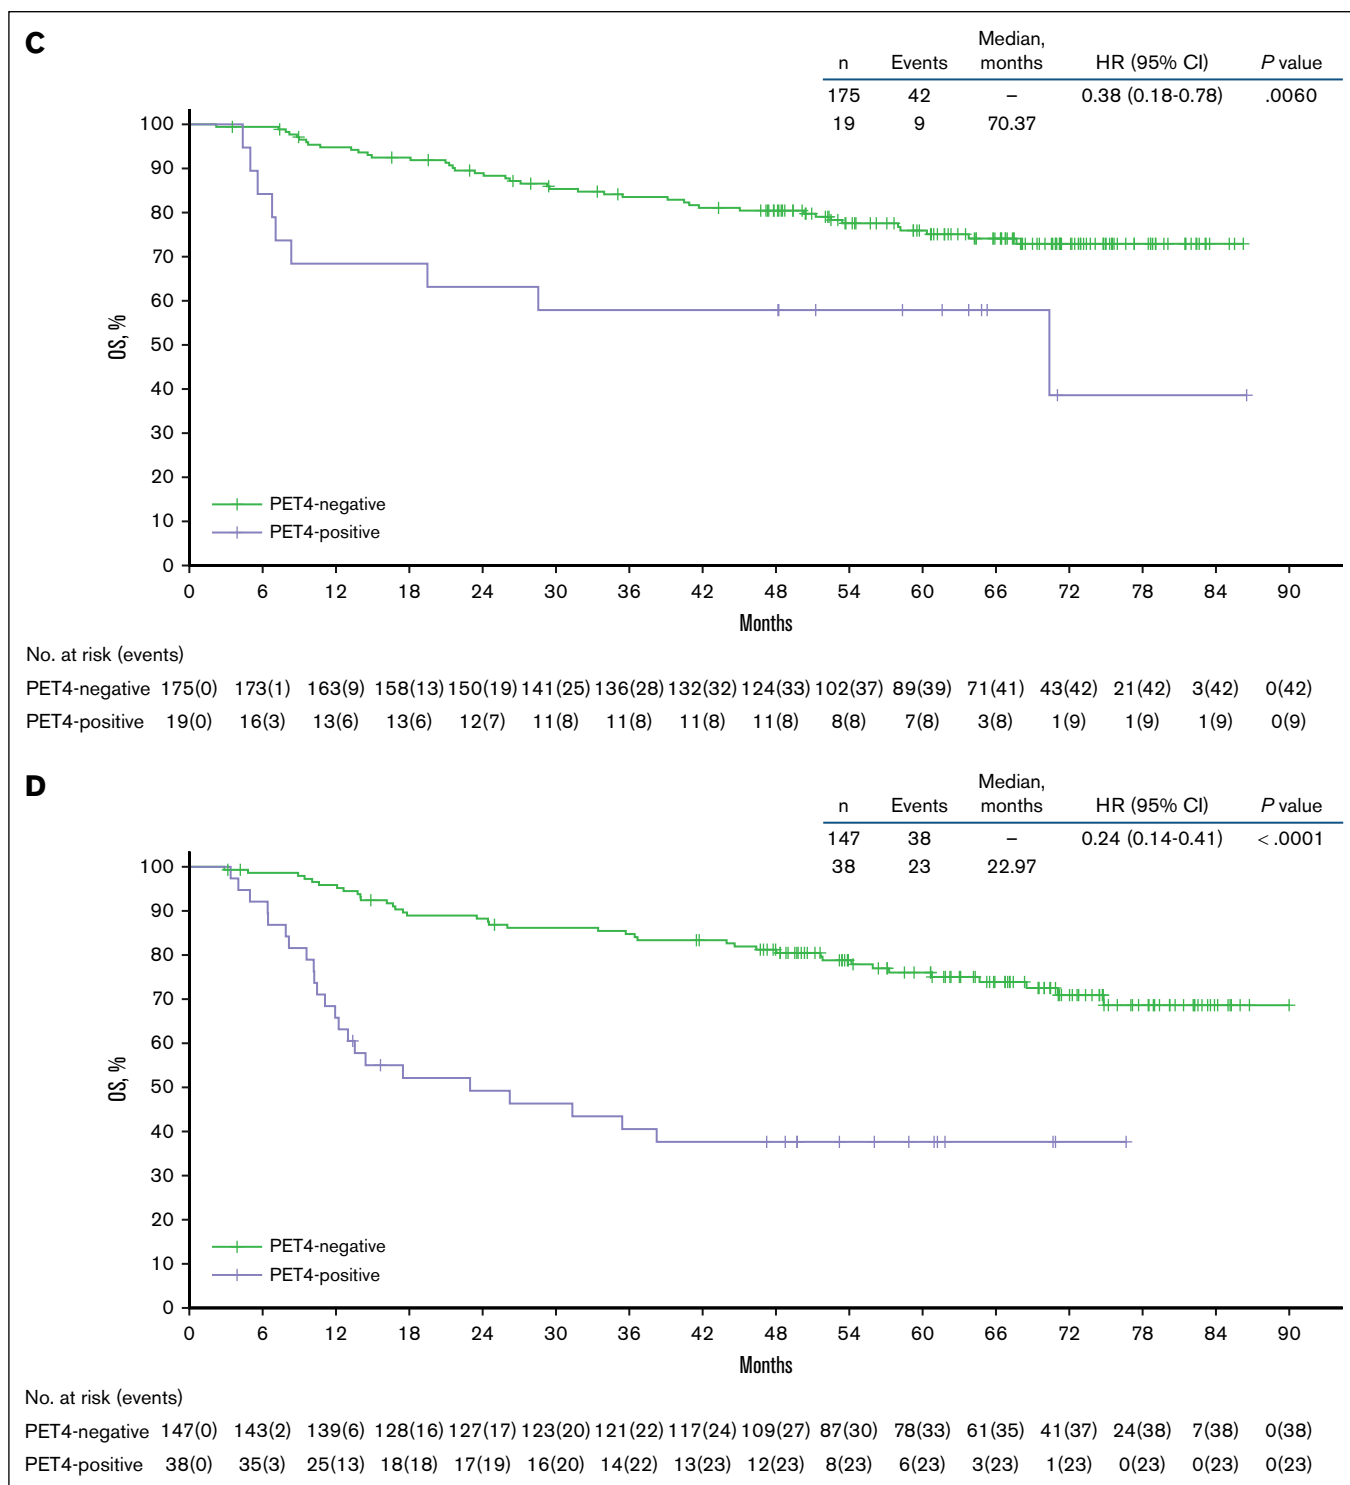 C
Median,
n Events months HR (95% CI) P value
175 42 – 0.38 (0.18-0.78) .0060
19 9 70.37
100
90
80
70
60
50
40
30
20
10
0
OS, %
PET4-negative
PET4-positive
0 6 12 18 24 30 36 42 48 54 60 66 72 78 84 90
Months
No. at risk (events)
PET4-negative 175(0) 173(1) 163(9) 158(13) 150(19) 141(25) 136(28) 132(32) 124(33) 102(37) 89(39) 71(41) 43(42) 21(42) 3(42) 0(42)
PET4-positive 19(0) 16(3) 13(6) 13(6) 12(7) 11(8) 11(8) 11(8) 11(8) 8(8) 7(8) 3(8) 1(9) 1(9) 1(9) 0(9)
D
Median,
n Events months HR (95% CI) P value
147 38 – 0.24 (0.14-0.41) < .0001
38 23 22.97
100
90
80
70
60
50
40
30
20
10
0
OS, %
PET4-negative
PET4-positive
0 6 12 18 24 30 36 42 48 54 60 66 72 78 84 90
Months
No. at risk (events)
PET4-negative 147(0) 143(2) 139(6) 128(16) 127(17) 123(20) 121(22) 117(24) 109(27) 87(30) 78(33) 61(35) 41(37) 24(38) 7(38) 0(38)
PET4-positive 38(0) 35(3) 25(13) 18(18) 17(19) 16(20) 14(22) 13(23) 12(23) 8(23) 6(23) 3(23) 1(23) 0(23) 0(23) 0(23)